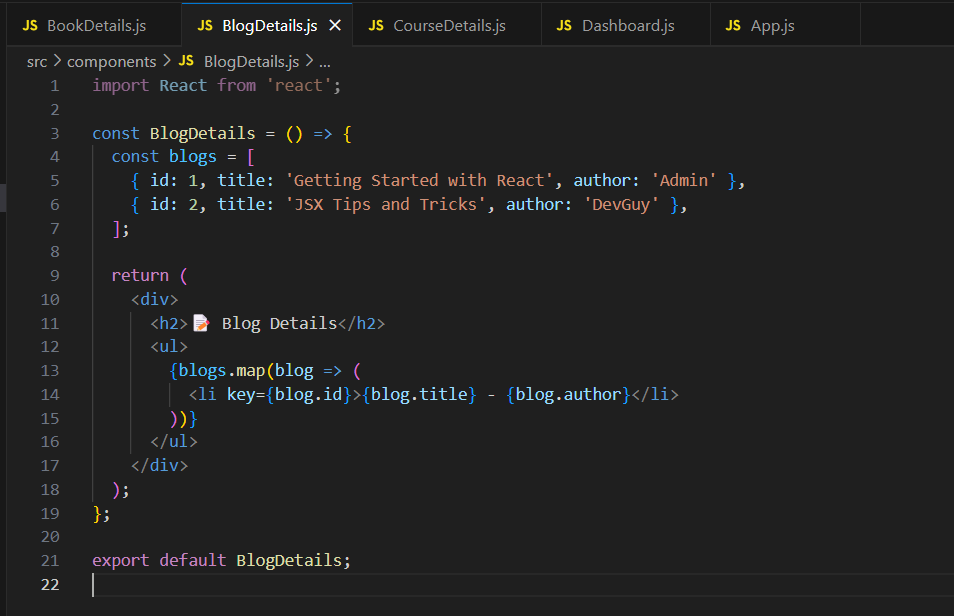 JS BookDetails.js JS BlogDetails.js JS CourseDetails.js JS Dashboard.js JS App.js
src > components > JS BlogDetails.js > ...
1 import React from 'react';
2
3 const BlogDetails = () => {
4   const blogs = [
5     { id: 1, title: 'Getting Started with React', author: 'Admin' },
6     { id: 2, title: 'JSX Tips and Tricks', author: 'DevGuy' },
7   ];
8
9   return (
10     <div>
11       <h2>📝 Blog Details</h2>
12       <ul>
13         {blogs.map(blog => (
14           <li key={blog.id}>{blog.title} - {blog.author}</li>
15         ))}
16       </ul>
17     </div>
18   );
19 };
20
21 export default BlogDetails;
22